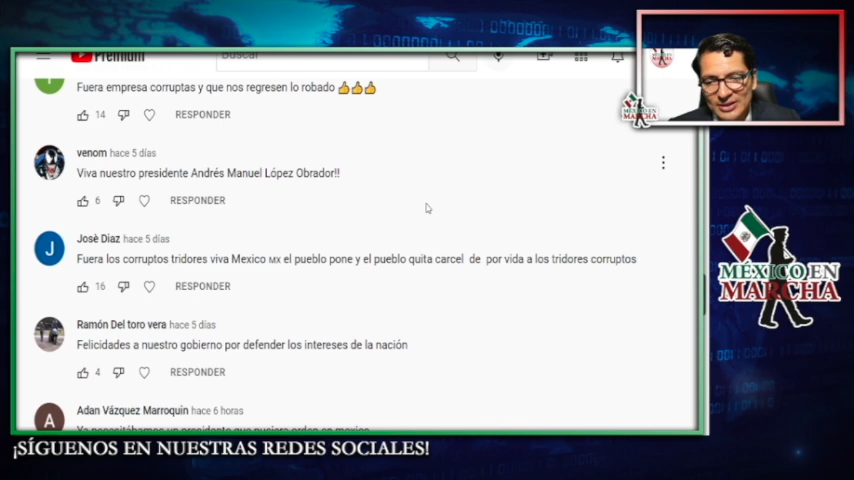 Premium
Buscar
Fuera empresa corruptas y que nos regresen lo robado 👍👍👍
14 RESPONDER
venom hace 5 días
Viva nuestro presidente Andrés Manuel López Obrador!!
6 RESPONDER
J
Josè Diaz hace 5 días
Fuera los corruptos tridores viva Mexico MX el pueblo pone y el pueblo quita carcel de por vida a los tridores corruptos
16 RESPONDER
Ramón Del toro vera hace 5 días
Felicidades a nuestro gobierno por defender los intereses de la nación
4 RESPONDER
A
Adan Vázquez Marroquin hace 6 horas
¡SÍGUENOS EN NUESTRAS REDES SOCIALES!
MÉXICO EN
MARCHA
MÉXICO EN
MARCHA